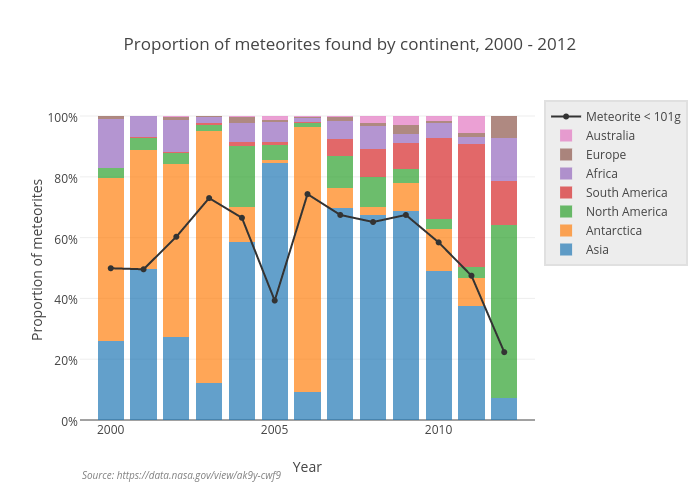 Proportion of meteorites found by continent, 2000 - 2012
Proportion of meteorites
100%
80%
60%
40%
20%
0%
2000
2005
2010
Year
Source: https://data.nasa.gov/view/ak9y-cwf9
Meteorite < 101g
Australia
Europe
Africa
South America
North America
Antarctica
Asia